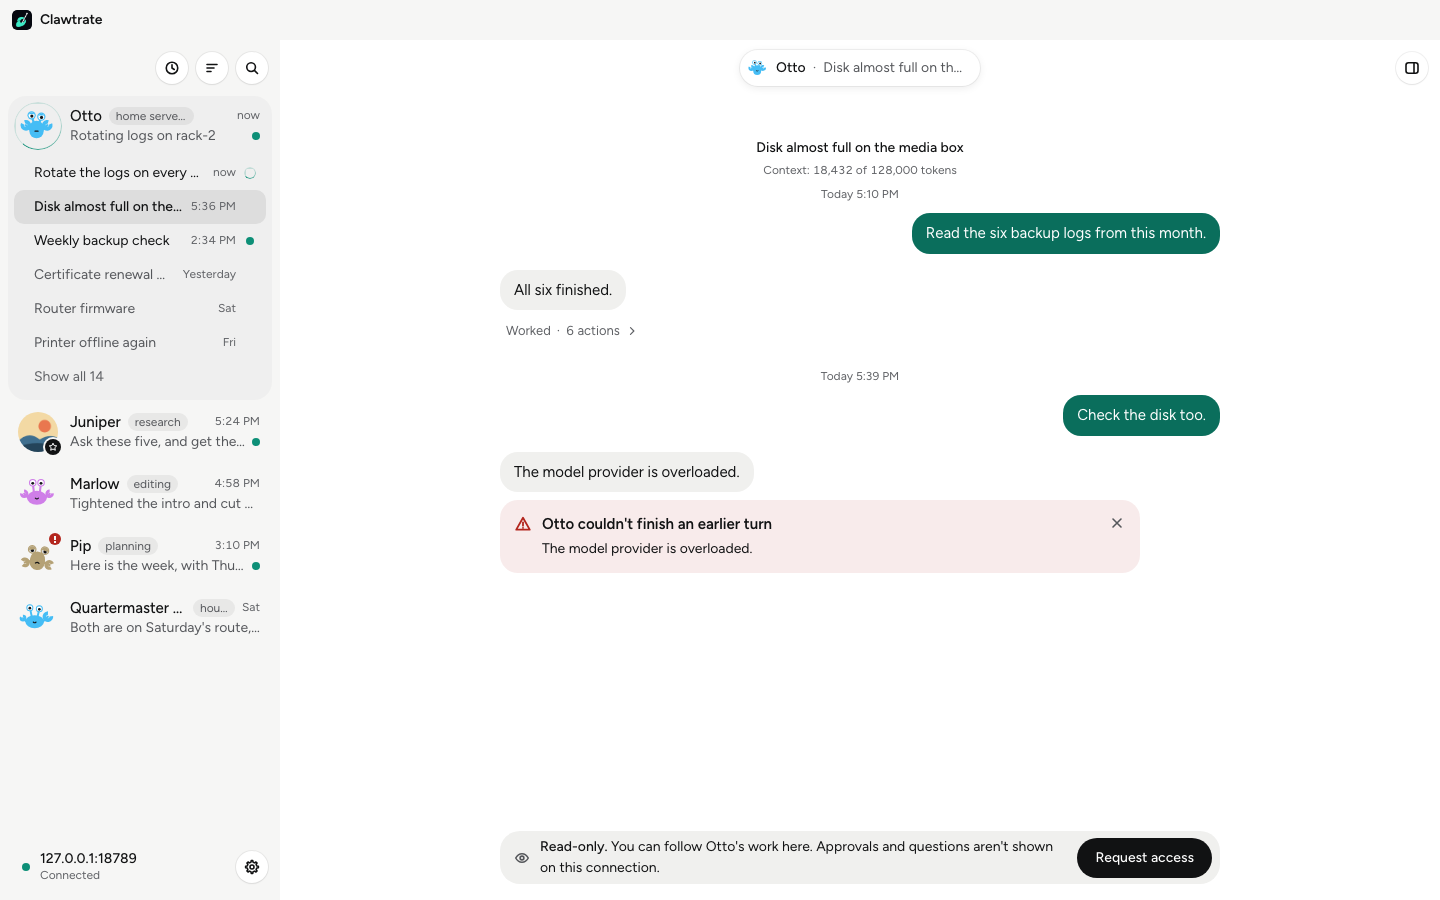 Clawtrate
Otto · Disk almost full on th...
Otto home serve... now
Rotating logs on rack-2
Rotate the logs on every ... now
Disk almost full on the... 5:36 PM
Weekly backup check 2:34 PM
Certificate renewal ... Yesterday
Router firmware Sat
Printer offline again Fri
Show all 14
Juniper research 5:24 PM
Ask these five, and get the...
Marlow editing 4:58 PM
Tightened the intro and cut ...
Pip planning 3:10 PM
Here is the week, with Thu...
Quartermaster ... hou... Sat
Both are on Saturday's route,...
127.0.0.1:18789
Connected
Disk almost full on the media box
Context: 18,432 of 128,000 tokens
Today 5:10 PM
Read the six backup logs from this month.
All six finished.
Worked · 6 actions
Today 5:39 PM
Check the disk too.
The model provider is overloaded.
Otto couldn't finish an earlier turn
The model provider is overloaded.
Read-only. You can follow Otto's work here. Approvals and questions aren't shown
on this connection.
Request access